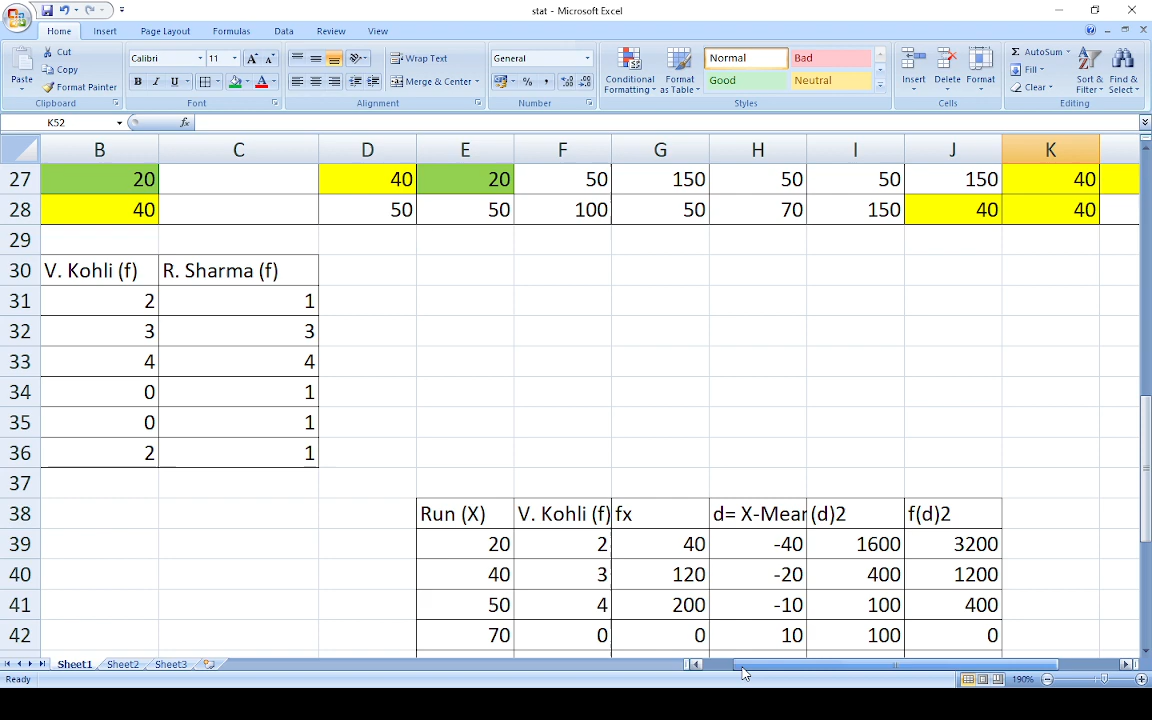 stat - Microsoft Excel
Home Insert Page Layout Formulas Data Review View
Paste Cut Copy Format Painter Clipboard
Calibri 11 A A B I U A Font
Wrap Text Merge & Center Alignment
General % , Number
Conditional Formatting Format as Table Normal Bad Good Neutral Styles
Insert Delete Format Cells
Σ AutoSum Fill Clear Sort & Filter Find & Select Editing
K52 fx
B C D E F G H I J K
27 20 40 20 50 150 50 50 150 40
28 40 50 50 100 50 70 150 40 40
29
30 V. Kohli (f) R. Sharma (f)
31 2 1
32 3 3
33 4 4
34 0 1
35 0 1
36 2 1
37
38 Run (X) V. Kohli (f) fx d= X-Mear (d)2 f(d)2
39 20 2 40 -40 1600 3200
40 40 3 120 -20 400 1200
41 50 4 200 -10 100 400
42 70 0 0 10 100 0
Sheet1 Sheet2 Sheet3
Ready 190%